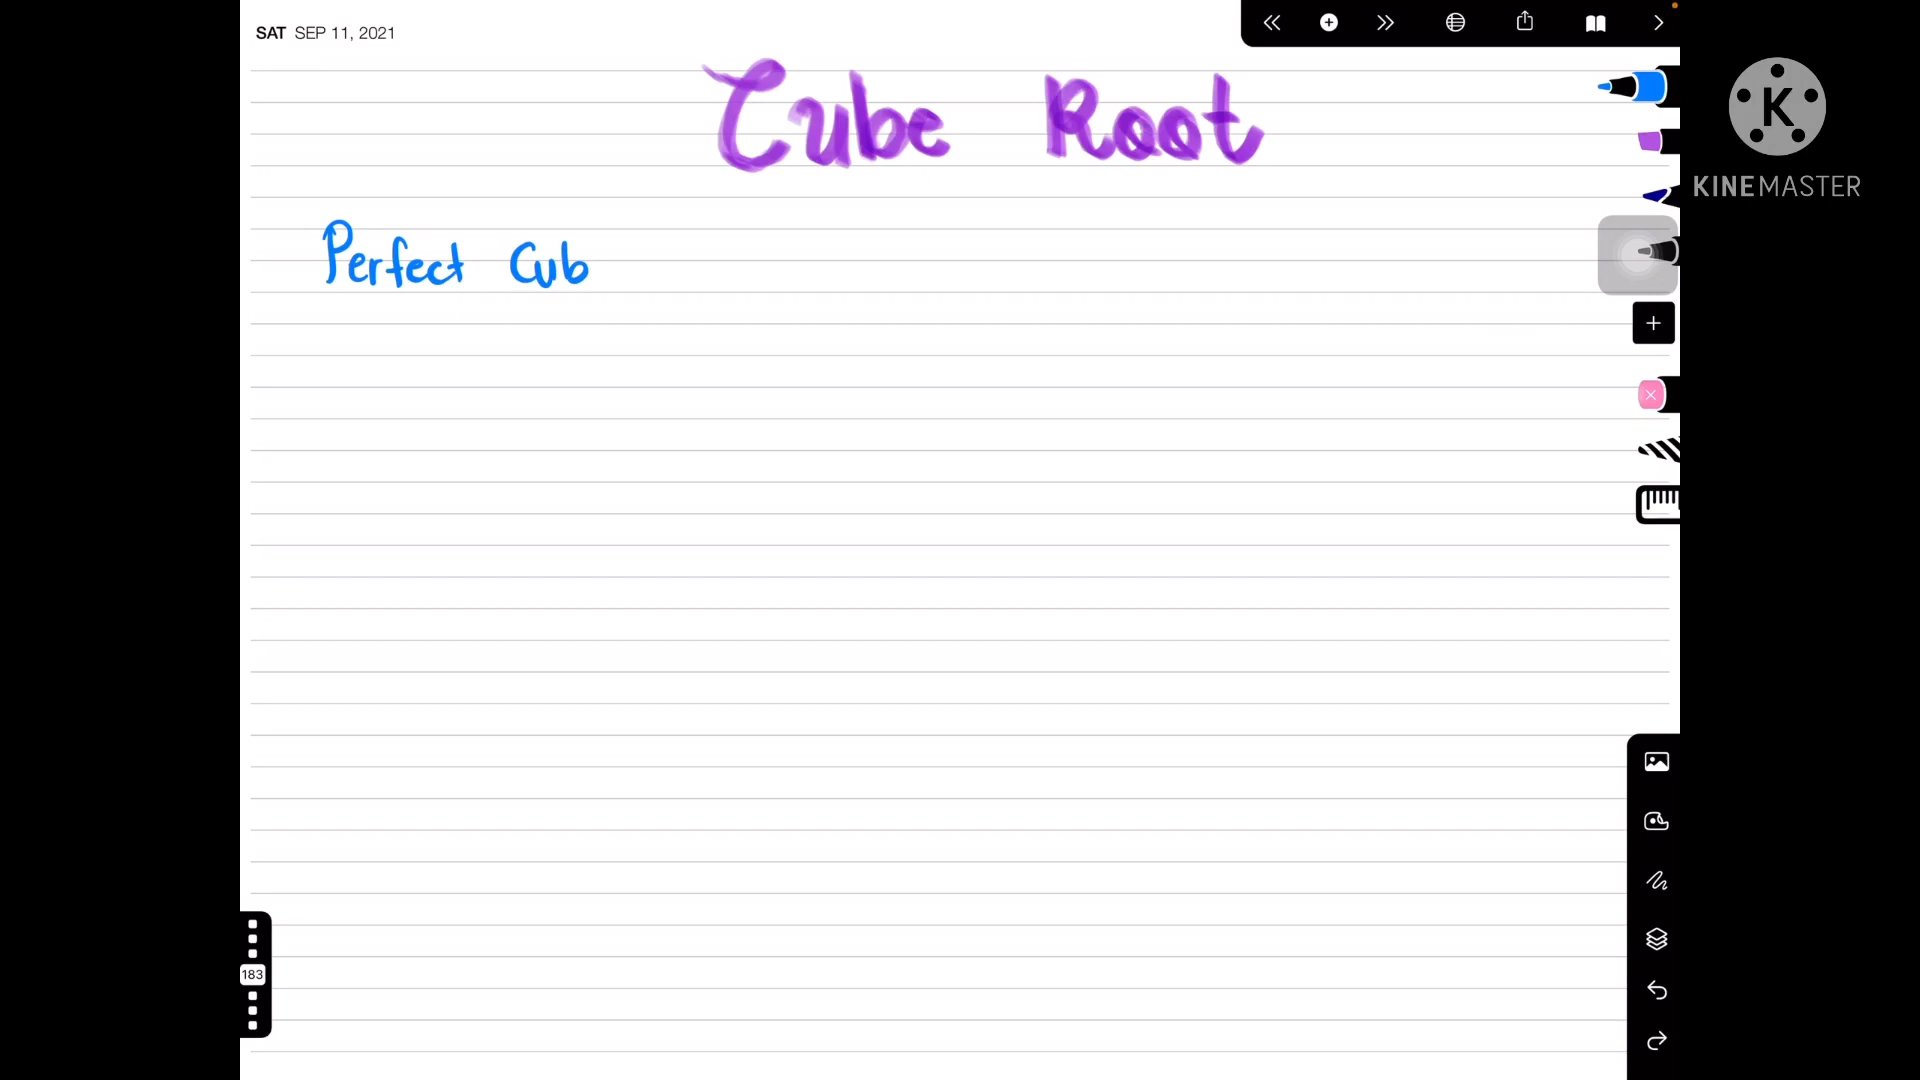 SAT SEP 11, 2021
Cube Root
Perfect Cub
183
K
KINEMASTER